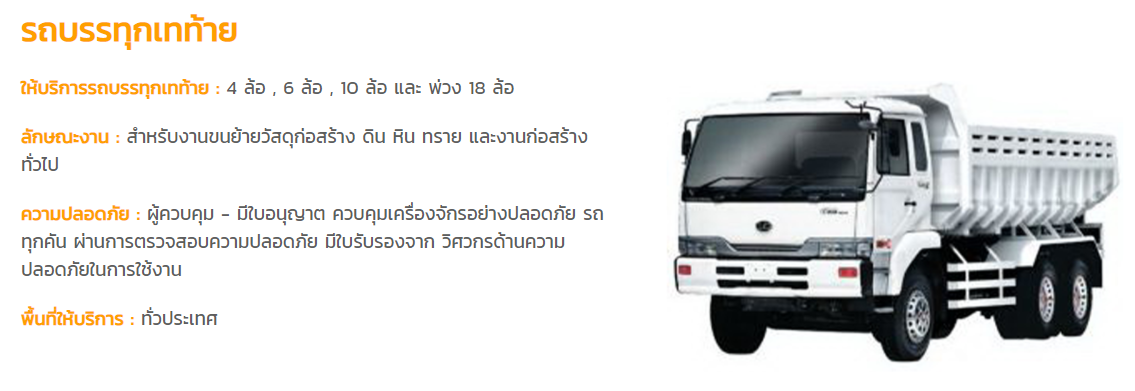 รถบรรทุกเทท้าย
ให้บริการรถบรรทุกเทท้าย : 4 ล้อ , 6 ล้อ , 10 ล้อ และ พ่วง 18 ล้อ
ลักษณะงาน : สำหรับงานขนย้ายวัสดุก่อสร้าง ดิน หิน ทราย และงานก่อสร้าง
ทั่วไป
ความปลอดภัย : ผู้ควบคุม - มีใบอนุญาต ควบคุมเครื่องจักรอย่างปลอดภัย รถ
ทุกคัน ผ่านการตรวจสอบความปลอดภัย มีใบรับรองจาก วิศวกรด้านความ
ปลอดภัยในการใช้งาน
พื้นที่ให้บริการ : ทั่วประเทศ